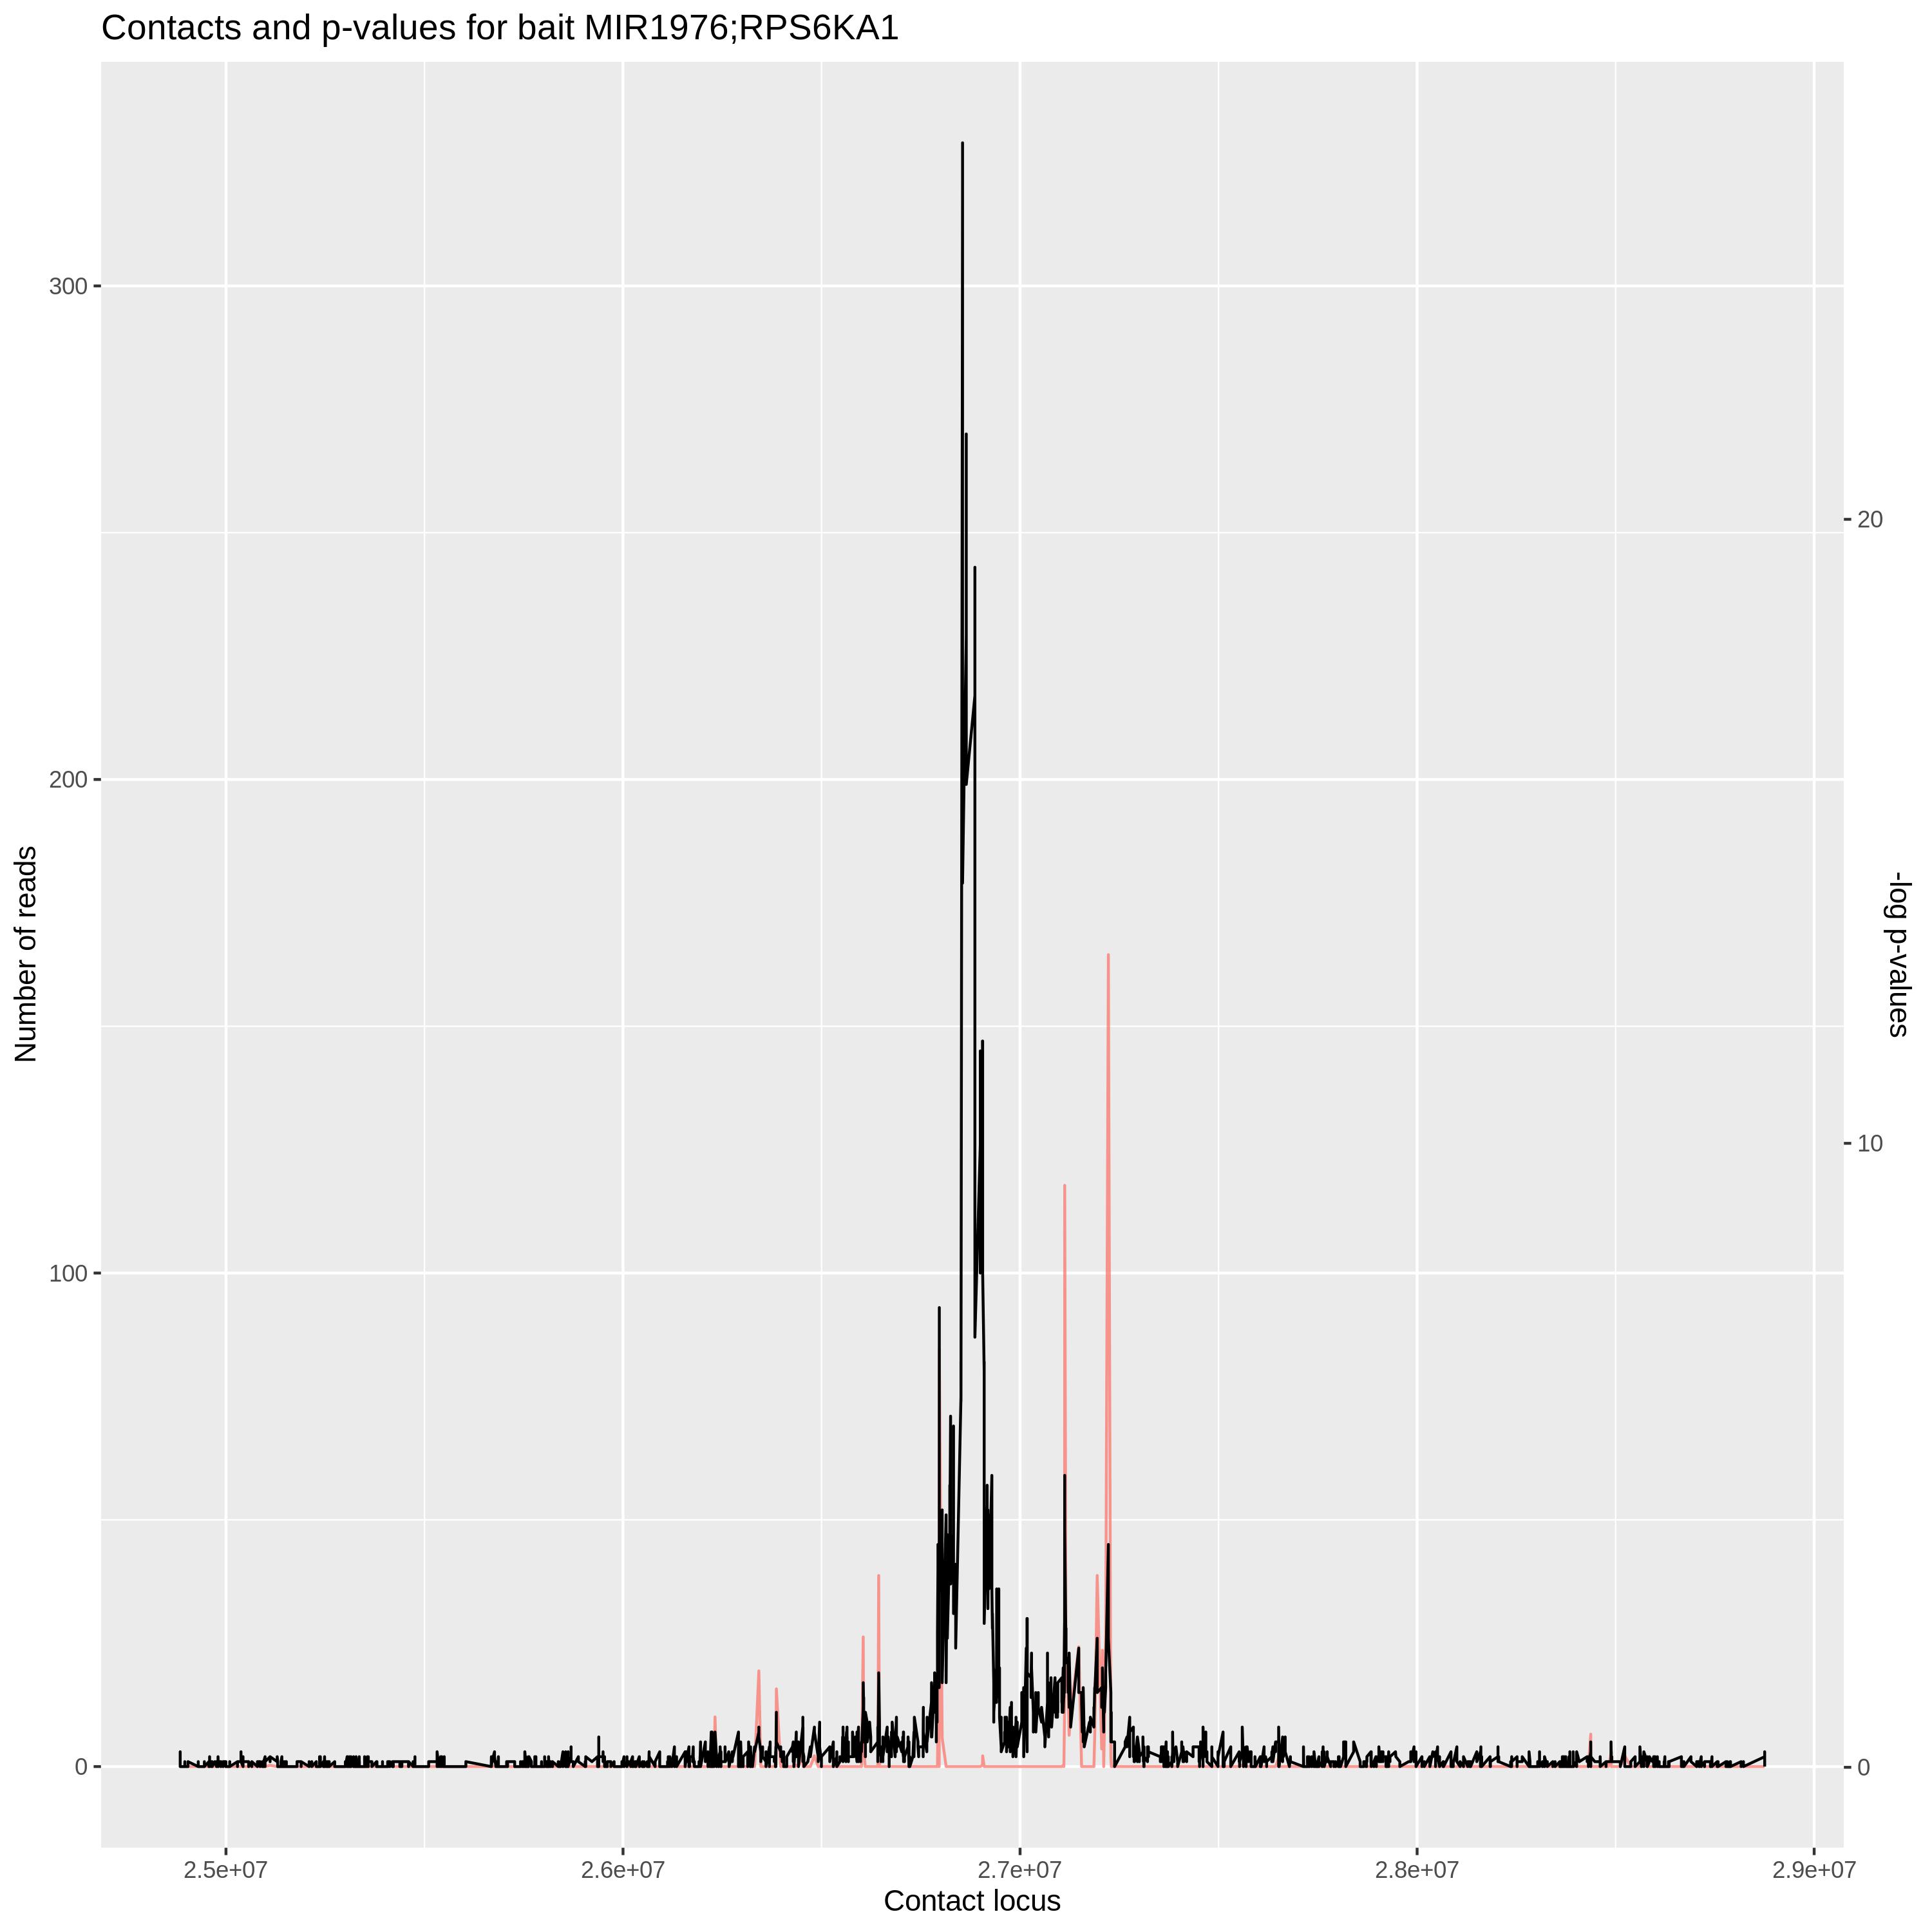 Contacts and p-values for bait MIR1976;RPS6KA1
300
200
100
0
Number of reads
20
10
0
-log p-values
2.5e+07 2.6e+07 2.7e+07 2.8e+07 2.9e+07
Contact locus